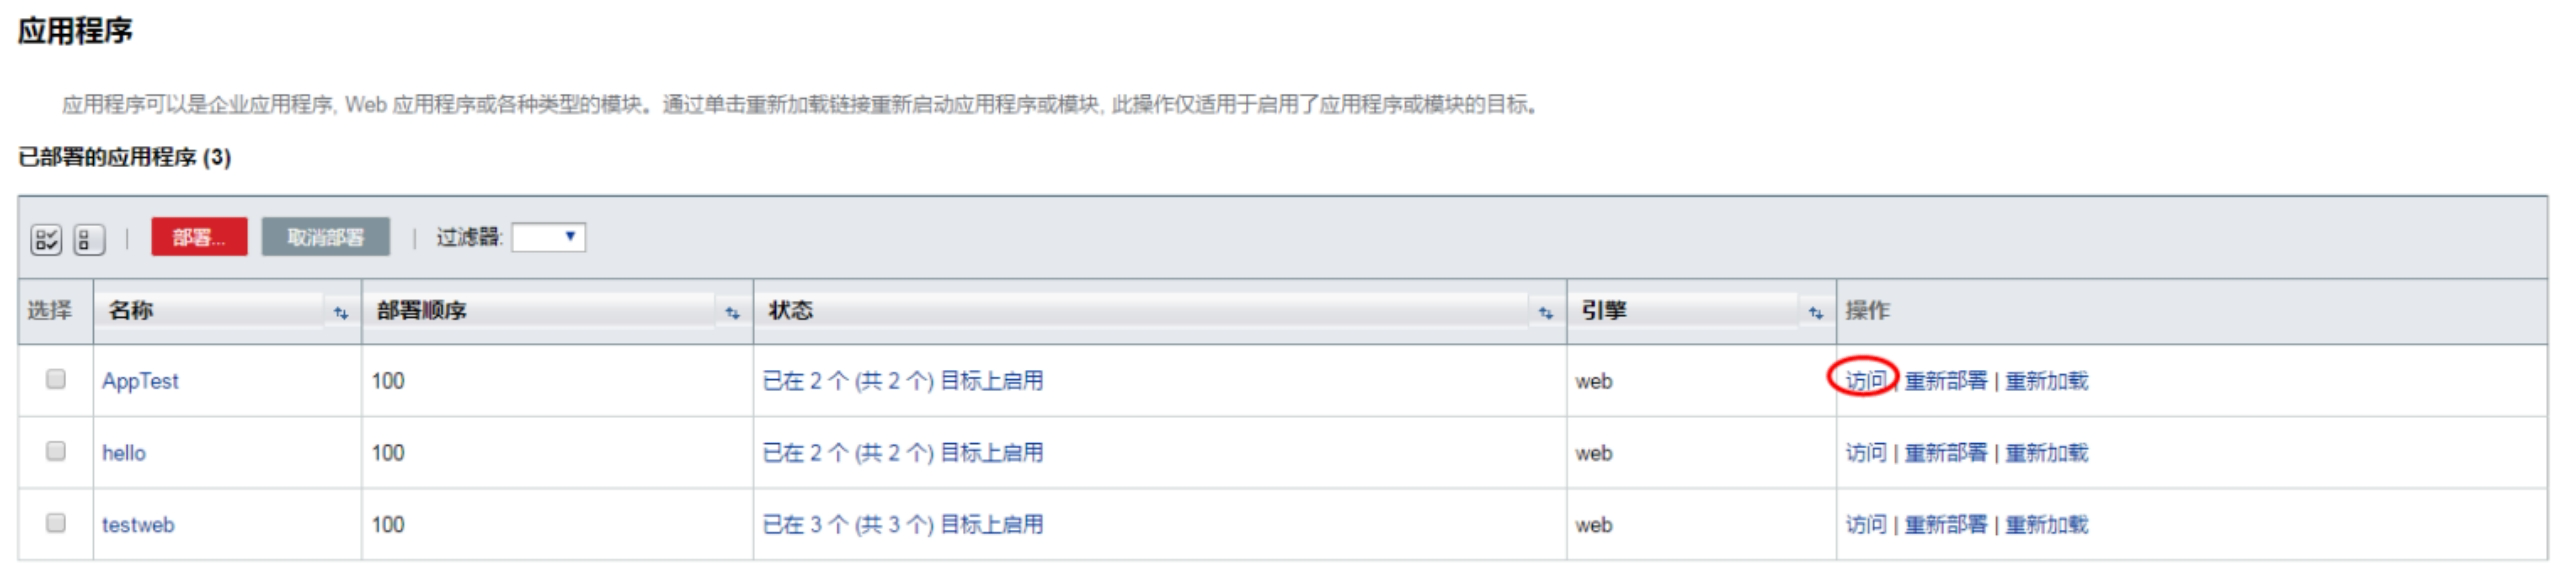 应用程序
应用程序可以是企业应用程序, Web 应用程序或各种类型的模块。通过单击重新加载链接重新启动应用程序或模块, 此操作仅适用于启用了应用程序或模块的目标。
已部署的应用程序 (3)
部署... 取消部署 过滤器:
选择 名称 部署顺序 状态 引擎 操作
AppTest 100 已在 2 个 (共 2 个) 目标上启用 web 访问 | 重新部署 | 重新加载
hello 100 已在 2 个 (共 2 个) 目标上启用 web 访问 | 重新部署 | 重新加载
testweb 100 已在 3 个 (共 3 个) 目标上启用 web 访问 | 重新部署 | 重新加载